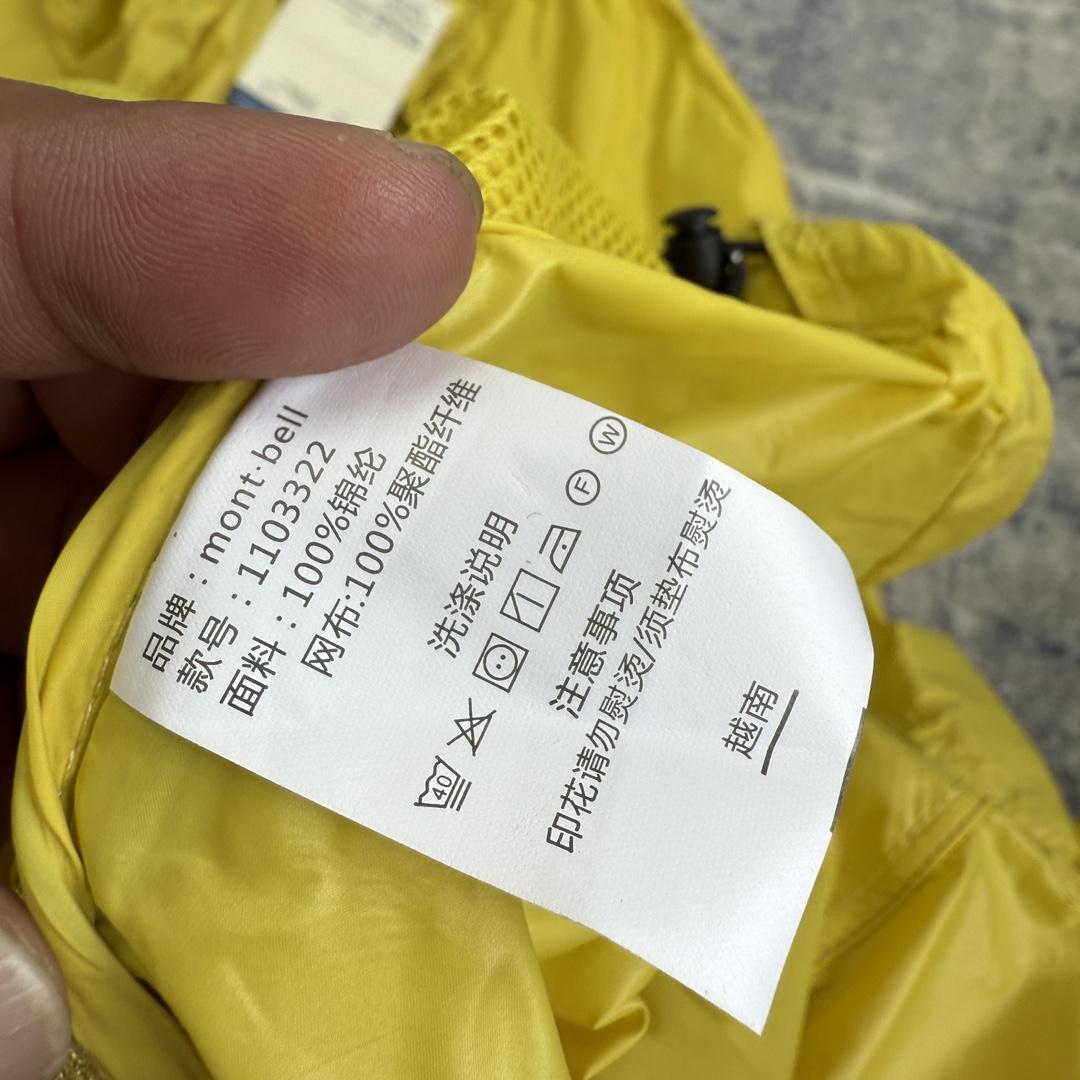 品牌：mont·bell
款号：1103322
面料：100%锦纶
网布:100%聚酯纤维
洗涤说明
40
F W
注意事项
印花请勿熨烫/须垫布熨烫
越南